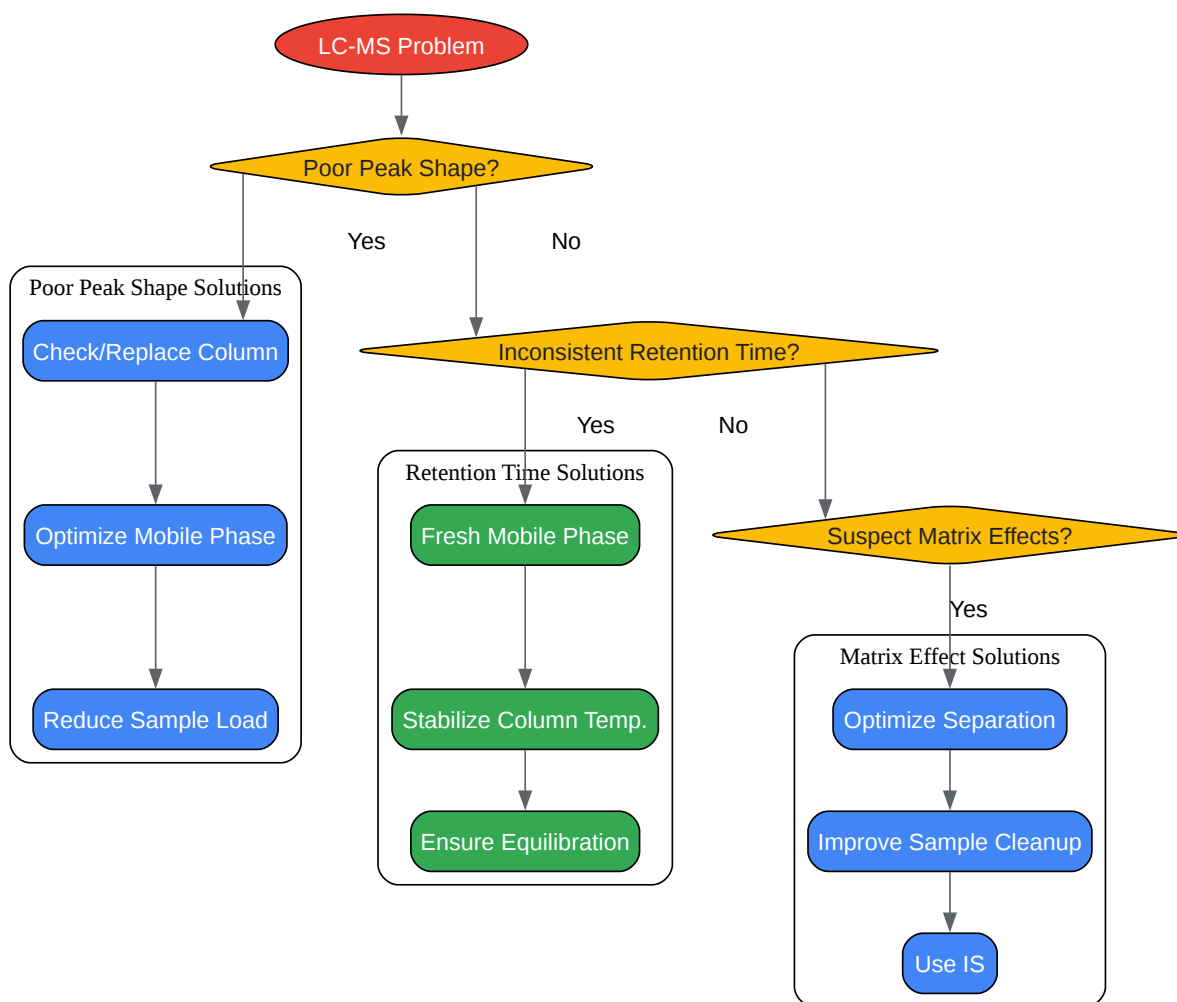 LC-MS Problem
Poor Peak Shape?
Yes
No
Poor Peak Shape Solutions
Check/Replace Column
Optimize Mobile Phase
Reduce Sample Load
Inconsistent Retention Time?
Yes
No
Retention Time Solutions
Fresh Mobile Phase
Stabilize Column Temp.
Ensure Equilibration
Suspect Matrix Effects?
Yes
Matrix Effect Solutions
Optimize Separation
Improve Sample Cleanup
Use IS